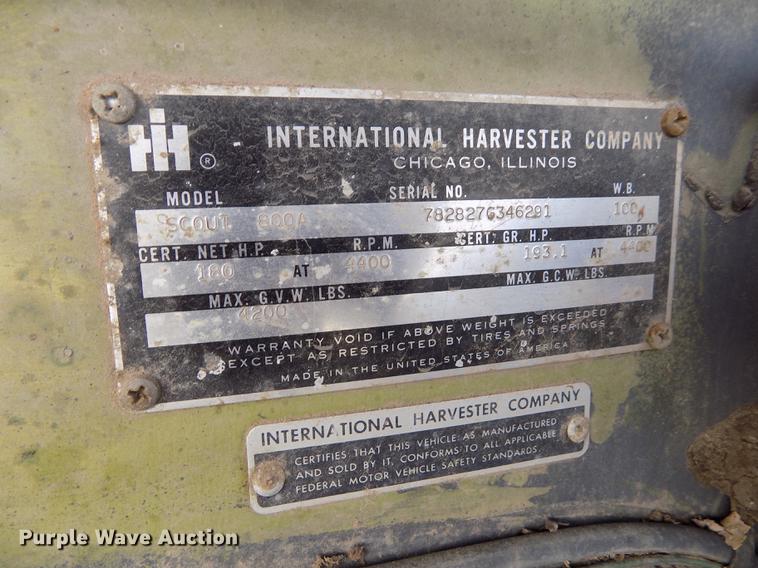 IH ® INTERNATIONAL HARVESTER COMPANY
CHICAGO, ILLINOIS
MODEL SERIAL NO. W.B.
SCOUT 800A 782827G346291 100
CERT. NET H.P. R.P.M. CERT. GR. H.P. R.P.M.
180 AT 4400 193.1 AT 4400
MAX. G.V.W. LBS. MAX. G.C.W. LBS.
4200
WARRANTY VOID IF ABOVE WEIGHT IS EXCEEDED
EXCEPT AS RESTRICTED BY TIRES AND SPRINGS
MADE IN THE UNITED STATES OF AMERICA
INTERNATIONAL HARVESTER COMPANY
CERTIFIES THAT THIS VEHICLE AS MANUFACTURED
AND SOLD BY IT, CONFORMS TO ALL APPLICABLE
FEDERAL MOTOR VEHICLE SAFETY STANDARDS.
Purple Wave Auction